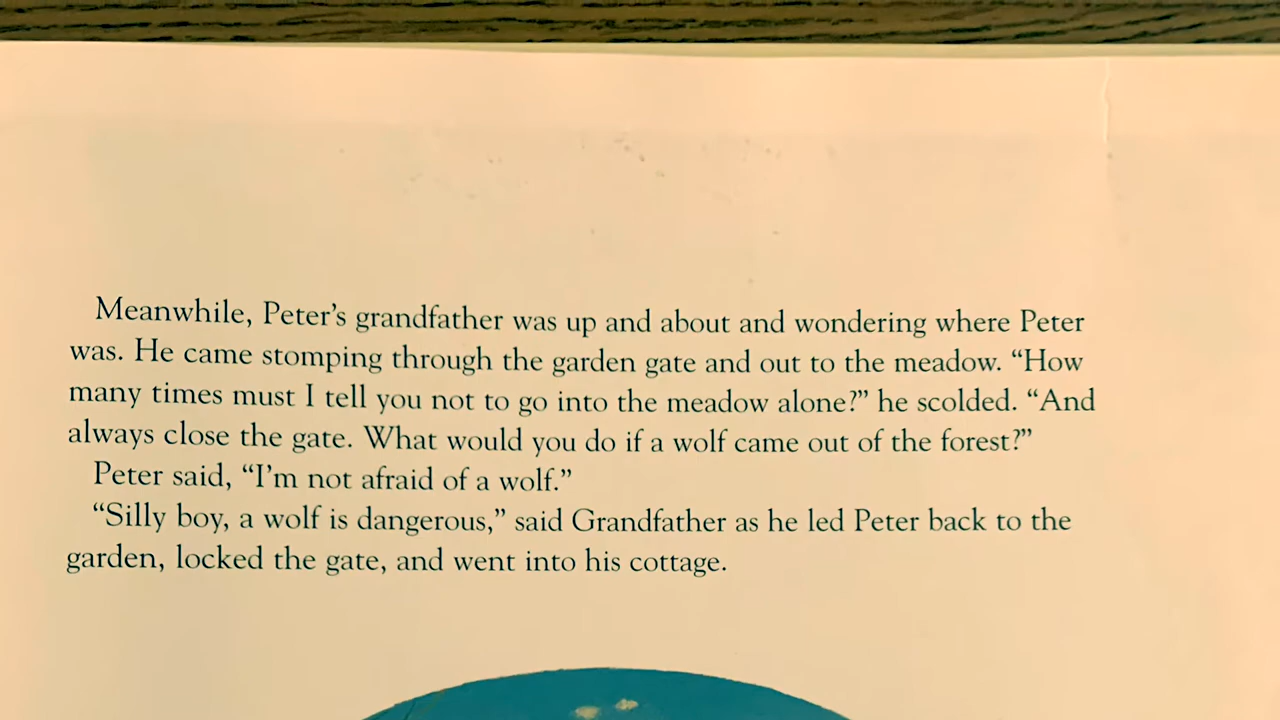 Meanwhile, Peter’s grandfather was up and about and wondering where Peter
was. He came stomping through the garden gate and out to the meadow. “How
many times must I tell you not to go into the meadow alone?” he scolded. “And
always close the gate. What would you do if a wolf came out of the forest?”
Peter said, “I’m not afraid of a wolf.”
“Silly boy, a wolf is dangerous,” said Grandfather as he led Peter back to the
garden, locked the gate, and went into his cottage.